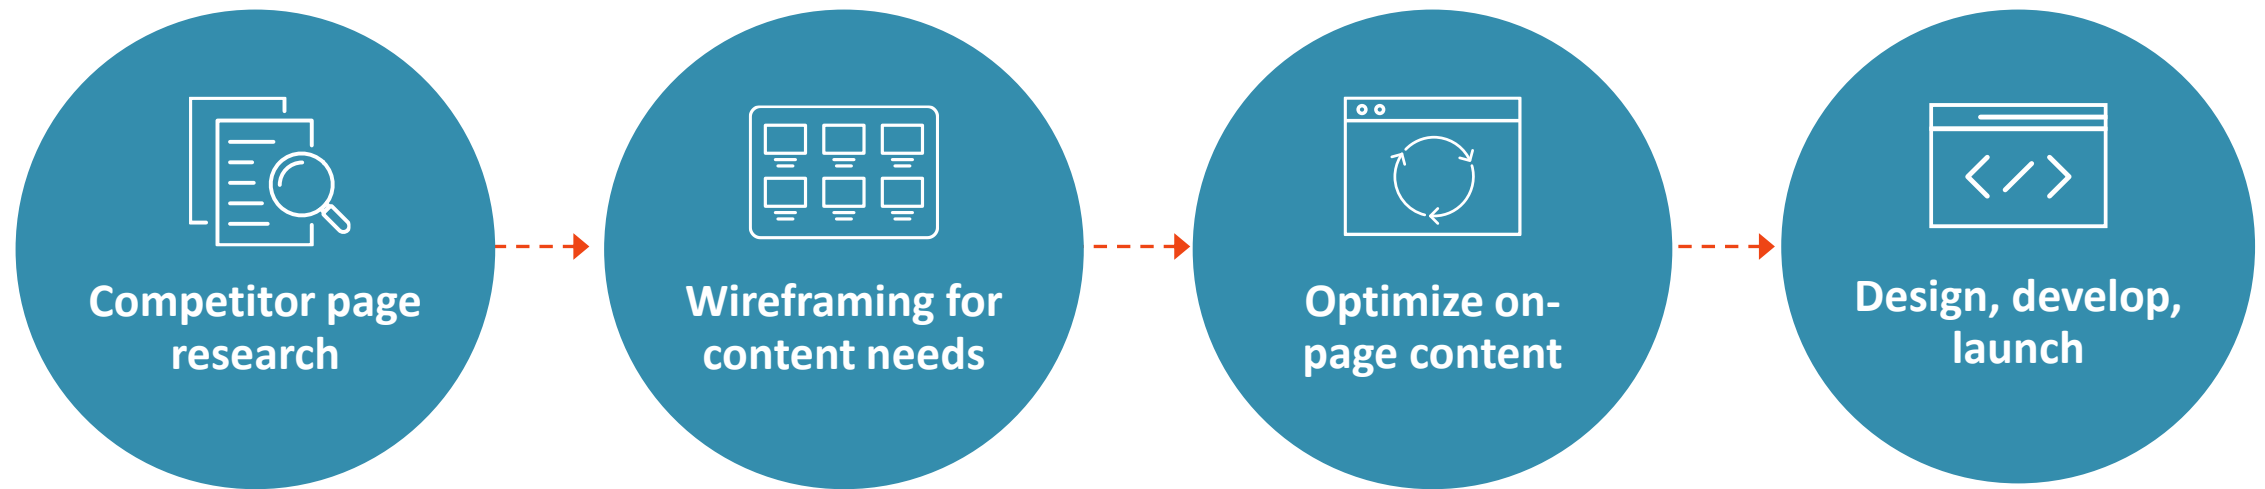 Competitor page
research
Wireframing for
content needs
Optimize on-
page content
Design, develop,
launch